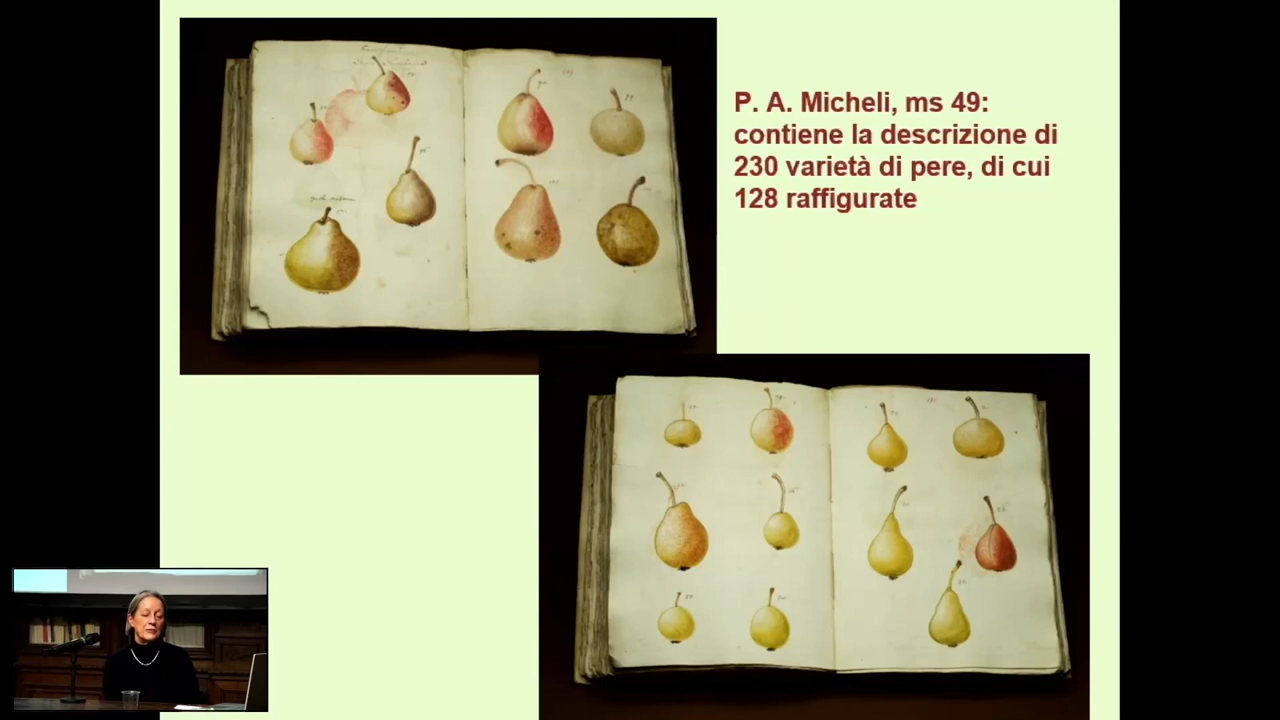 P. A. Micheli, ms 49:
contiene la descrizione di
230 varietà di pere, di cui
128 raffigurate